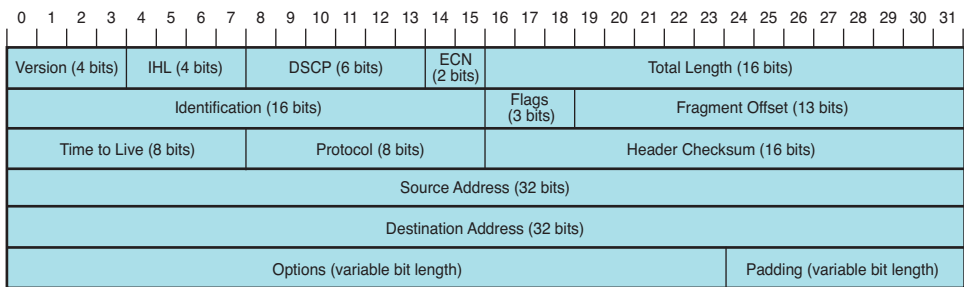 0 1 2 3 4 5 6 7 8 9 10 11 12 13 14 15 16 17 18 19 20 21 22 23 24 25 26 27 28 29 30 31
Version (4 bits) IHL (4 bits) DSCP (6 bits) ECN (2 bits) Total Length (16 bits)
Identification (16 bits) Flags (3 bits) Fragment Offset (13 bits)
Time to Live (8 bits) Protocol (8 bits) Header Checksum (16 bits)
Source Address (32 bits)
Destination Address (32 bits)
Options (variable bit length) Padding (variable bit length)